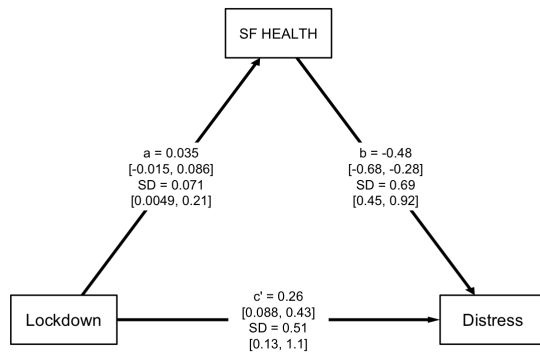 SF HEALTH
a = 0.035
[-0.015, 0.086]
SD = 0.071
[0.0049, 0.21]
b = -0.48
[-0.68, -0.28]
SD = 0.69
[0.45, 0.92]
Lockdown
c' = 0.26
[0.088, 0.43]
SD = 0.51
[0.13, 1.1]
Distress